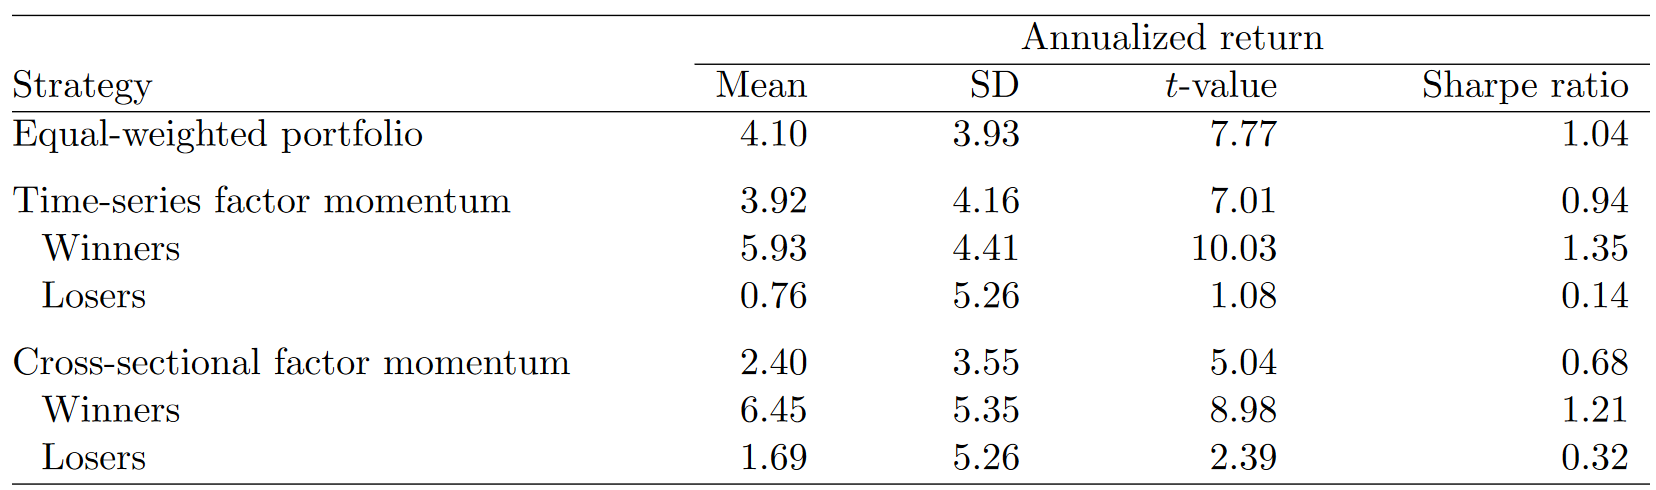 Annualized return
Strategy Mean SD t-value Sharpe ratio
Equal-weighted portfolio 4.10 3.93 7.77 1.04
Time-series factor momentum 3.92 4.16 7.01 0.94
Winners 5.93 4.41 10.03 1.35
Losers 0.76 5.26 1.08 0.14
Cross-sectional factor momentum 2.40 3.55 5.04 0.68
Winners 6.45 5.35 8.98 1.21
Losers 1.69 5.26 2.39 0.32